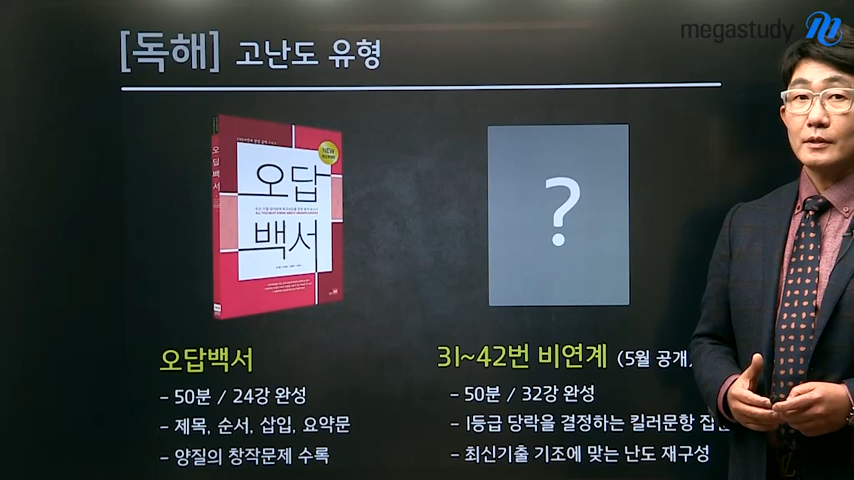 megastudy
[독해] 고난도 유형
NEW
오답백서
오답
백서
?
오답백서
- 50분 / 24강 완성
- 제목, 순서, 삽입, 요약문
- 양질의 창작문제 수록
31~42번 비연계 (5월 공개)
- 50분 / 32강 완성
- 1등급 당락을 결정하는 킬러문항 집
- 최신기출 기조에 맞는 난도 재구성